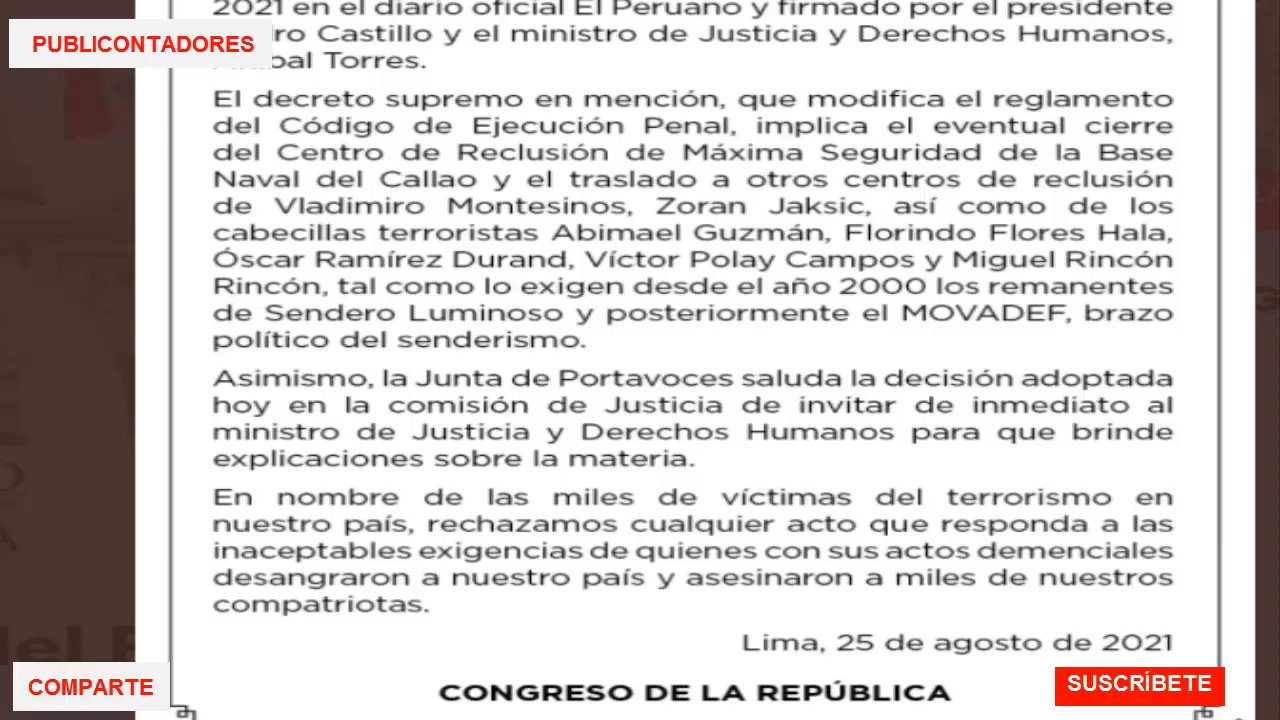 2021 en el diario oficial El Peruano y firmado por el presidente
PUBLICONTADORES
Castillo y el ministro de Justicia y Derechos Humanos,
Torres.
El decreto supremo en mención, que modifica el reglamento
del Código de Ejecución Penal, implica el eventual cierre
del Centro de Reclusión de Máxima Seguridad de la Base
Naval del Callao y el traslado a otros centros de reclusión
de Vladimiro Montesinos, Zoran Jaksic, así como de los
cabecillas terroristas Abimael Guzmán, Florindo Flores Hala,
Óscar Ramírez Durand, Víctor Polay Campos y Miguel Rincón
Rincón, tal como lo exigen desde el año 2000 los remanentes
de Sendero Luminoso y posteriormente el MOVADEF, brazo
político del senderismo.
Asimismo, la Junta de Portavoces saluda la decisión adoptada
hoy en la comisión de Justicia de invitar de inmediato al
ministro de Justicia y Derechos Humanos para que brinde
explicaciones sobre la materia.
En nombre de las miles de víctimas del terrorismo en
nuestro país, rechazamos cualquier acto que responda a las
inaceptables exigencias de quienes con sus actos demenciales
desangraron a nuestro país y asesinaron a miles de nuestros
compatriotas.
Lima, 25 de agosto de 2021
CONGRESO DE LA REPÚBLICA
COMPARTE
SUSCRÍBETE